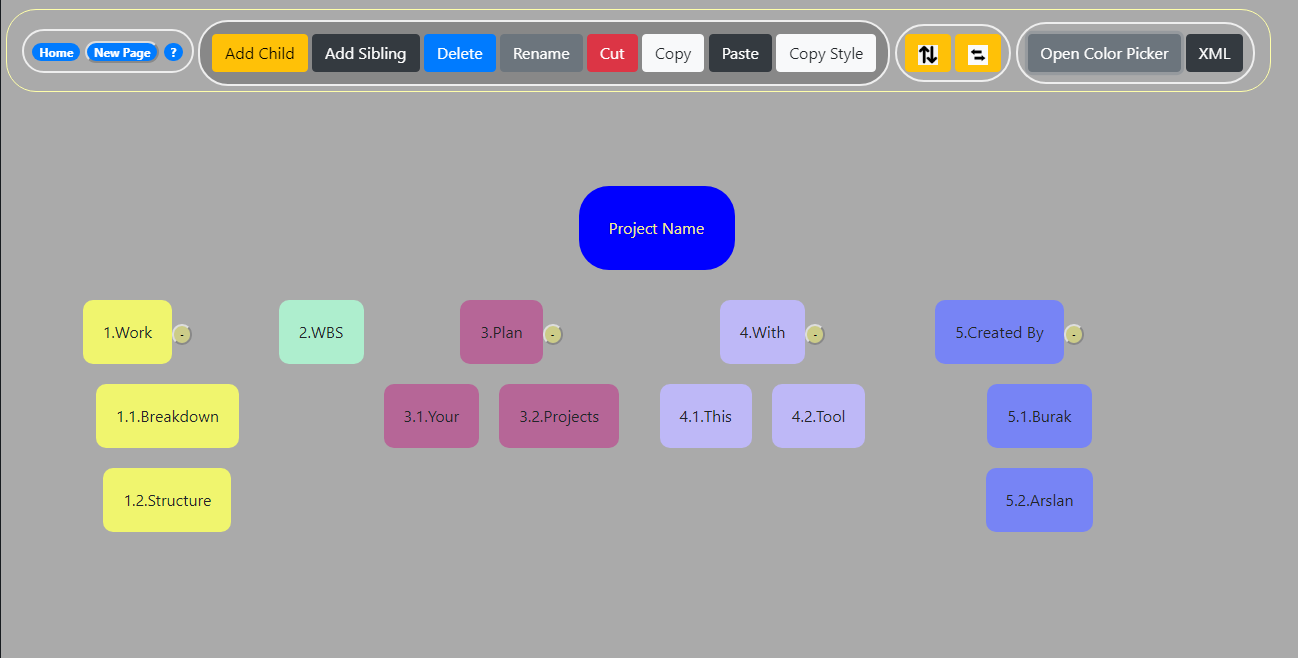 Home New Page ? Add Child Add Sibling Delete Rename Cut Copy Paste Copy Style Open Color Picker XML
Project Name
1.Work - 2.WBS 3.Plan - 4.With - 5.Created By -
1.1.Breakdown 3.1.Your 3.2.Projects 4.1.This 4.2.Tool 5.1.Burak
1.2.Structure 5.2.Arslan